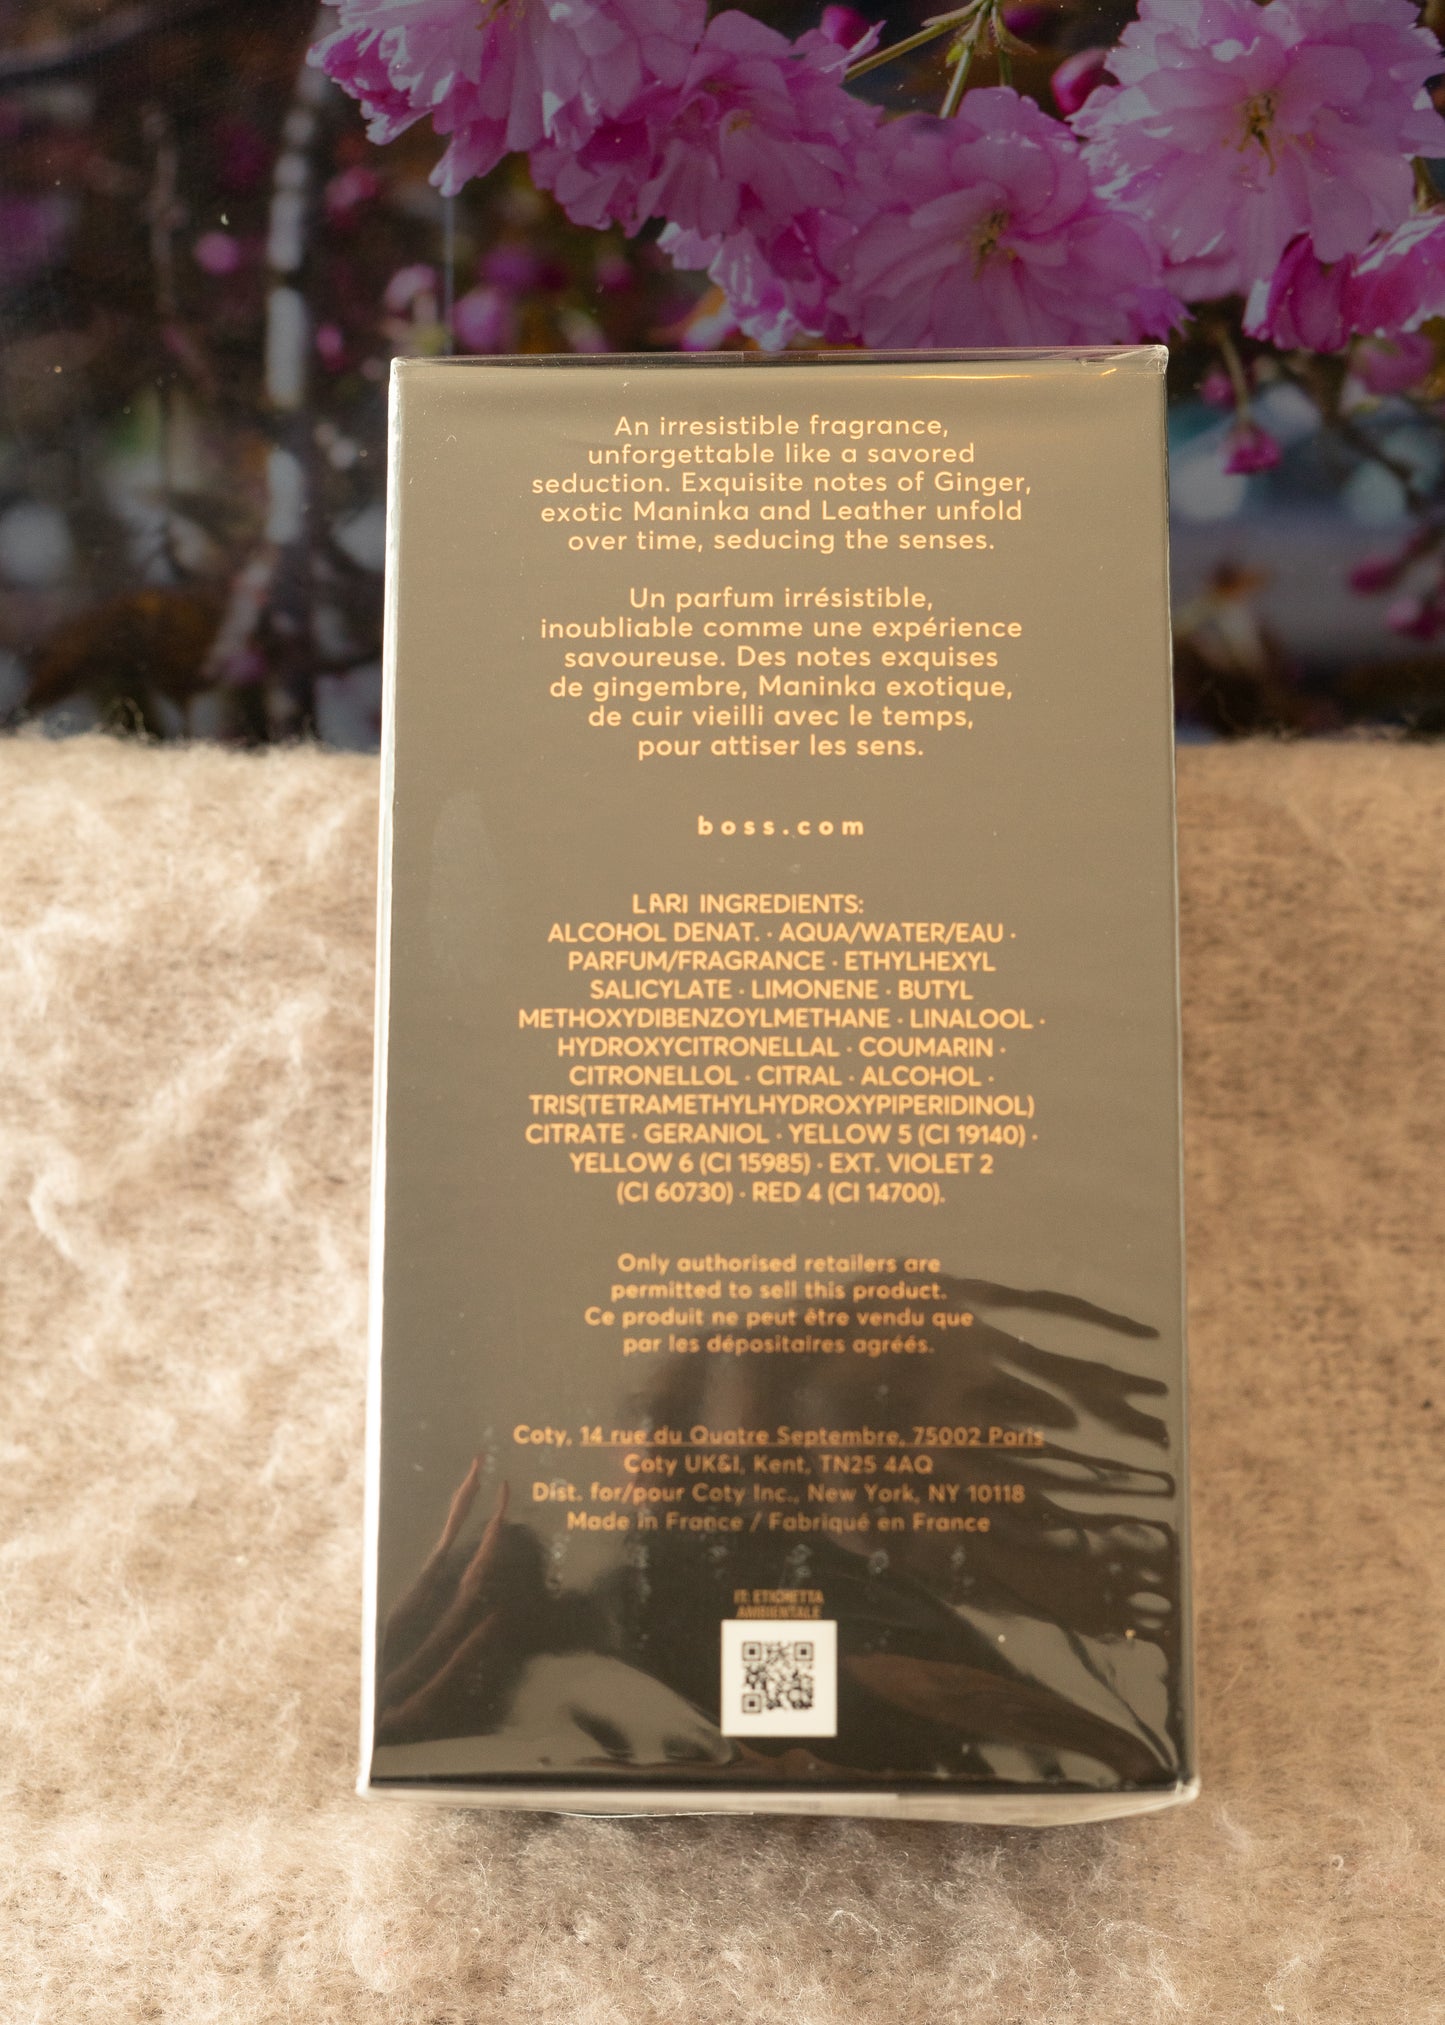 An irresistible fragrance,
unforgettable like a savored
seduction. Exquisite notes of Ginger,
exotic Maninka and Leather unfold
over time, seducing the senses.
Un parfum irrésistible,
inoubliable comme une expérience
savoureuse. Des notes exquises
de gingembre, Maninka exotique,
de cuir vieilli avec le temps,
pour attiser les sens.
boss.com
LARI INGREDIENTS:
ALCOHOL DENAT. · AQUA/WATER/EAU ·
PARFUM/FRAGRANCE · ETHYLHEXYL
SALICYLATE · LIMONENE · BUTYL
METHOXYDIBENZOYLMETHANE · LINALOOL ·
HYDROXYCITRONELLAL · COUMARIN ·
CITRONELLOL · CITRAL · ALCOHOL ·
TRIS(TETRAMETHYLHYDROXYPIPERIDINOL)
CITRATE · GERANIOL · YELLOW 5 (CI 19140) ·
YELLOW 6 (CI 15985) · EXT. VIOLET 2
(CI 60730) · RED 4 (CI 14700).
Only authorised retailers are
permitted to sell this product.
Ce produit ne peut être vendu que
par les dépositaires agréés.
Coty, 14 rue du Quatre Septembre, 75002 Paris
Coty UK&I, Kent, TN25 4AQ
Dist. for/pour Coty Inc., New York, NY 10118
Made in France / Fabriqué en France
IT: ETICHETTA
AMBIENTALE